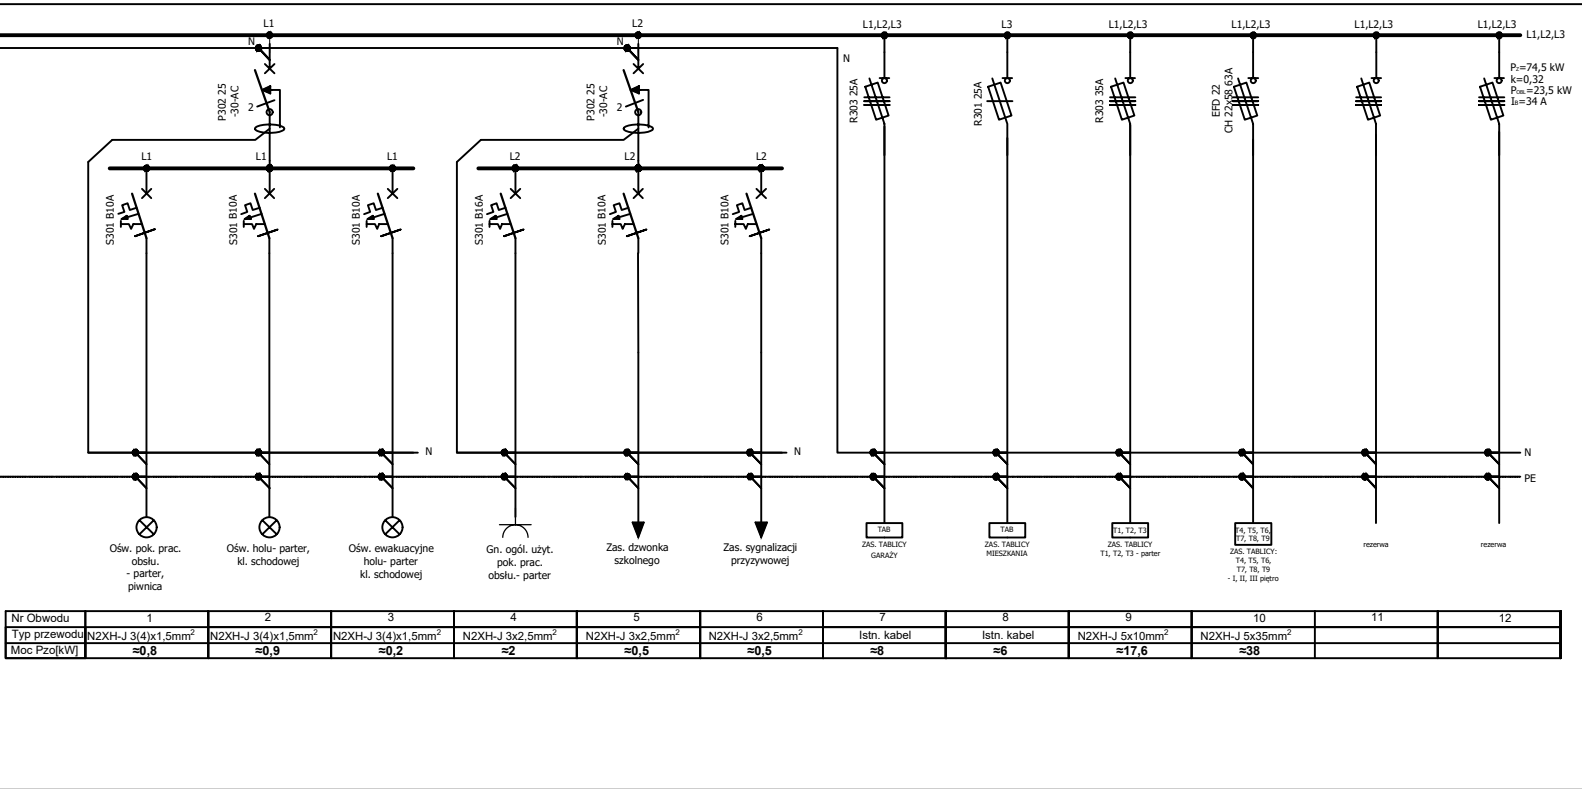 L1
L2
L1,L2,L3
L3
L1,L2,L3
L1,L2,L3
L1,L2,L3
L1,L2,L3
L1,L2,L3
N
N
N
P302 25
-30-AC
2
P302 25
-30-AC
2
R303 25A
R301 25A
R303 35A
EFD 22
CH 22x58 63A
Pz=74,5 kW
k=0,32
POBL=23,5 kW
IB=34 A
L1
L1
L1
L2
L2
L2
S301 B10A
S301 B10A
S301 B10A
S301 B16A
S301 B10A
S301 B10A
N
N
N
PE
Ośw. pok. prac.
obsłu.
- parter,
piwnica
Ośw. holu- parter,
kl. schodowej
Ośw. ewakuacyjne
holu- parter
kl. schodowej
Gn. ogól. użyt.
pok. prac.
obsłu.- parter
Zas. dzwonka
szkolnego
Zas. sygnalizacji
przyzywowej
TAB
ZAS. TABLICY
GARAŻY
TAB
ZAS. TABLICY
MIESZKANIA
T1, T2, T3
ZAS. TABLICY
T1, T2, T3 - parter
T4, T5, T6,
T7, T8, T9
ZAS. TABLICY:
T4, T5, T6,
T7, T8, T9
- I, II, III piętro
rezerwa
rezerwa
Nr Obwodu 1 2 3 4 5 6 7 8 9 10 11 12
Typ przewodu N2XH-J 3(4)x1,5mm² N2XH-J 3(4)x1,5mm² N2XH-J 3(4)x1,5mm² N2XH-J 3x2,5mm² N2XH-J 3x2,5mm² N2XH-J 3x2,5mm² Istn. kabel Istn. kabel N2XH-J 5x10mm² N2XH-J 5x35mm²
Moc Pzo[kW] ≈0,8 ≈0,9 ≈0,2 ≈2 ≈0,5 ≈0,5 ≈8 ≈6 ≈17,6 ≈38